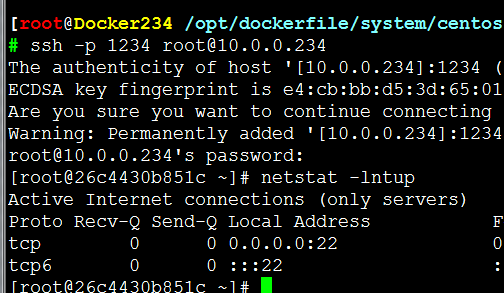 [root@Docker234 /opt/dockerfile/system/centos
# ssh -p 1234 root@10.0.0.234
The authenticity of host '[10.0.0.234]:1234 (
ECDSA key fingerprint is e4:cb:bb:d5:3d:65:01
Are you sure you want to continue connecting
Warning: Permanently added '[10.0.0.234]:1234
root@10.0.0.234's password:
[root@26c4430b851c ~]# netstat -lntup
Active Internet connections (only servers)
Proto Recv-Q Send-Q Local Address F
tcp 0 0 0.0.0.0:22 0
tcp6 0 0 :::22 :
[root@26c4430b851c ~]#